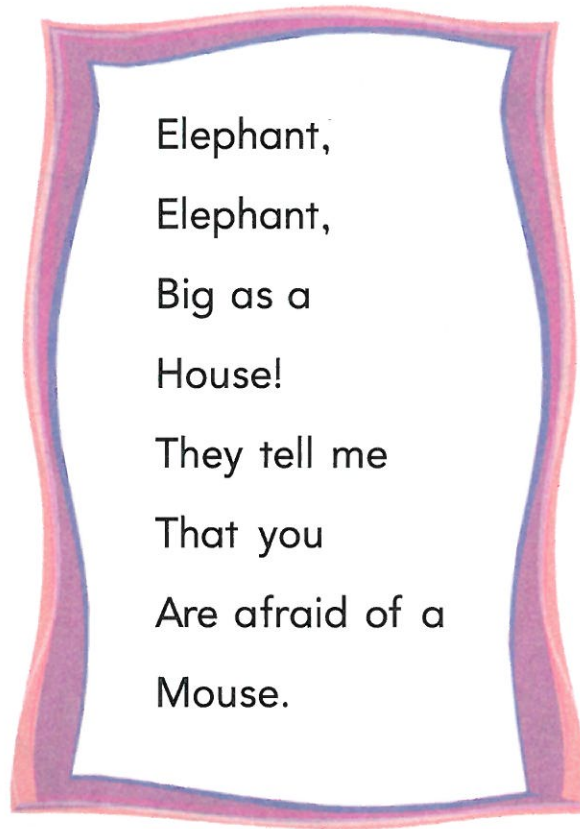 Elephant,
Elephant,
Big as a
House!
They tell me
That you
Are afraid of a
Mouse.